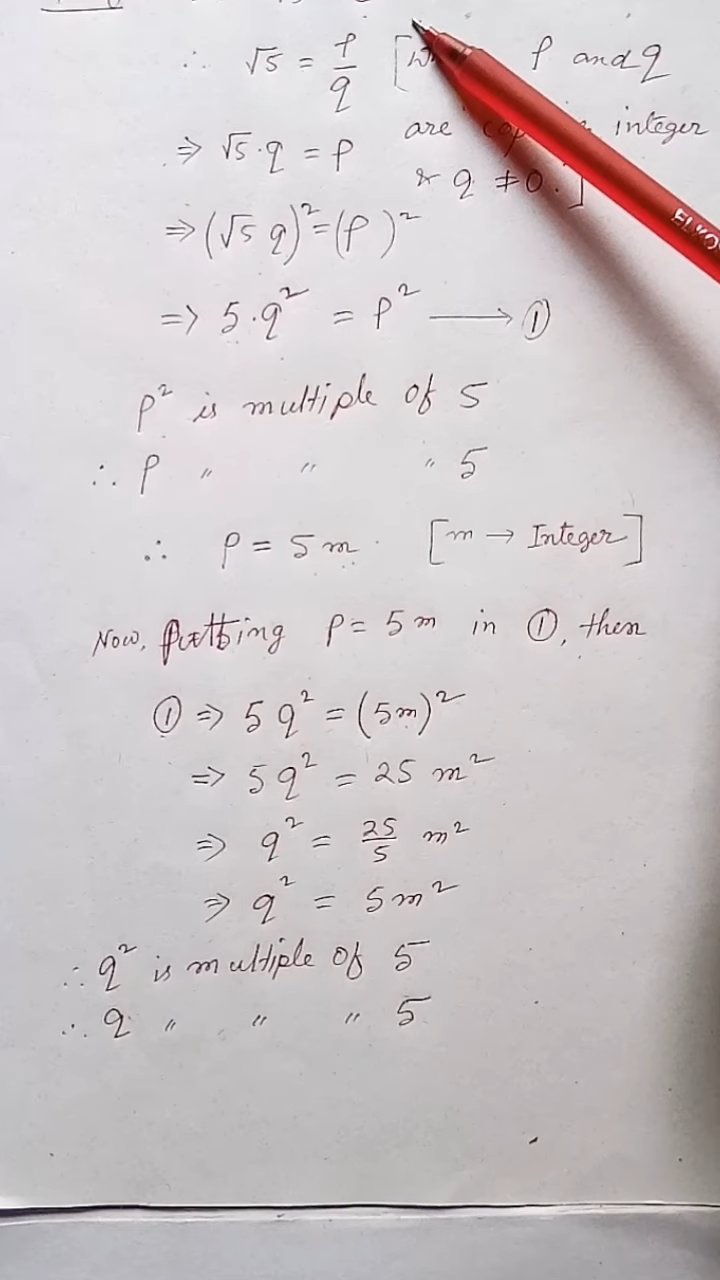 ∴ √5 = p/q [ p and q
⇒ √5·q = p are integer
& q ≠ 0.]
⇒ (√5 q)² = (p)²
⇒ 5·q² = p² ⟶ ①
p² is multiple of 5
∴ p " " " 5
∴ p = 5m [m → Integer]
Now, putting p = 5m in ①, then
① ⇒ 5q² = (5m)²
⇒ 5q² = 25 m²
⇒ q² = 25/5 m²
⇒ q² = 5m²
∴ q² is multiple of 5
∴ q " " " 5
ELKOS